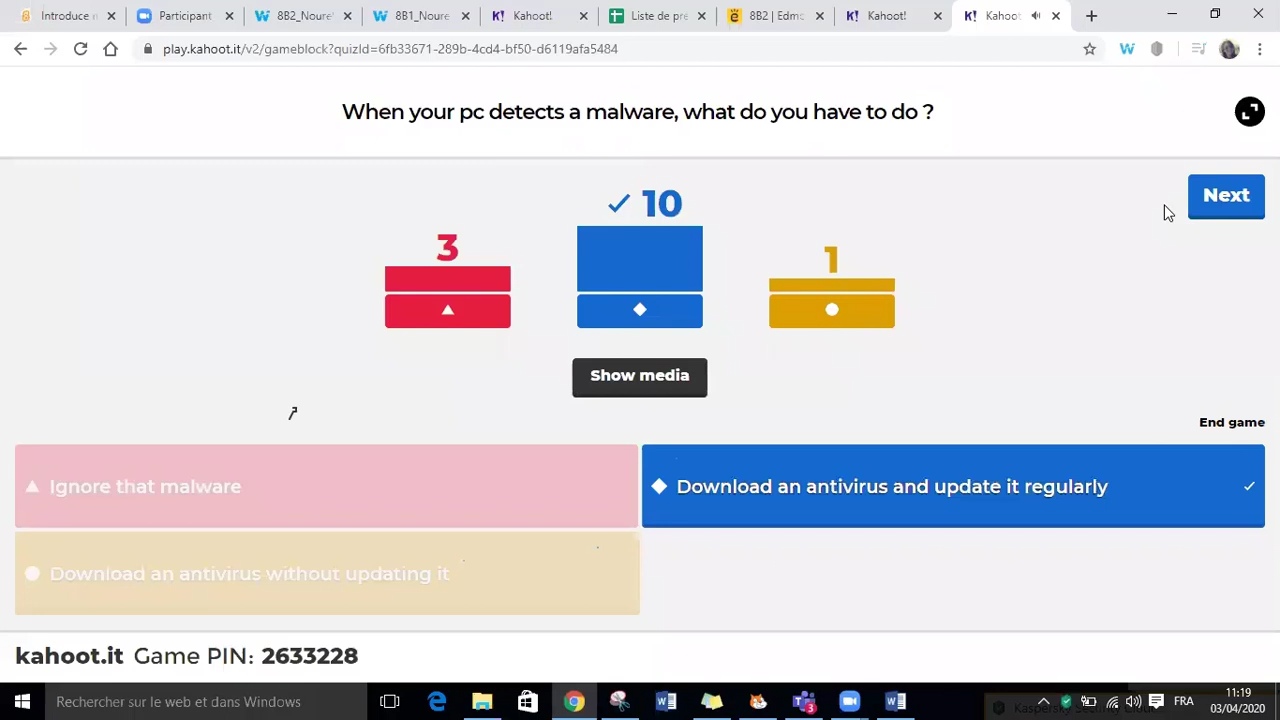 Introduce r
Participant
8B2_Noure'
8B1_Noure
Kahoot!
Liste de pré
8B2 | Edm
Kahoot!
Kahoot
play.kahoot.it/v2/gameblock?quizId=6fb33671-289b-4cd4-bf50-d6119afa5484
When your pc detects a malware, what do you have to do ?
Next
3
10
1
Show media
End game
Ignore that malware
Download an antivirus and update it regularly
Download an antivirus without updating it
kahoot.it Game PIN: 2633228
Rechercher sur le web et dans Windows
FRA
11:19
03/04/2020